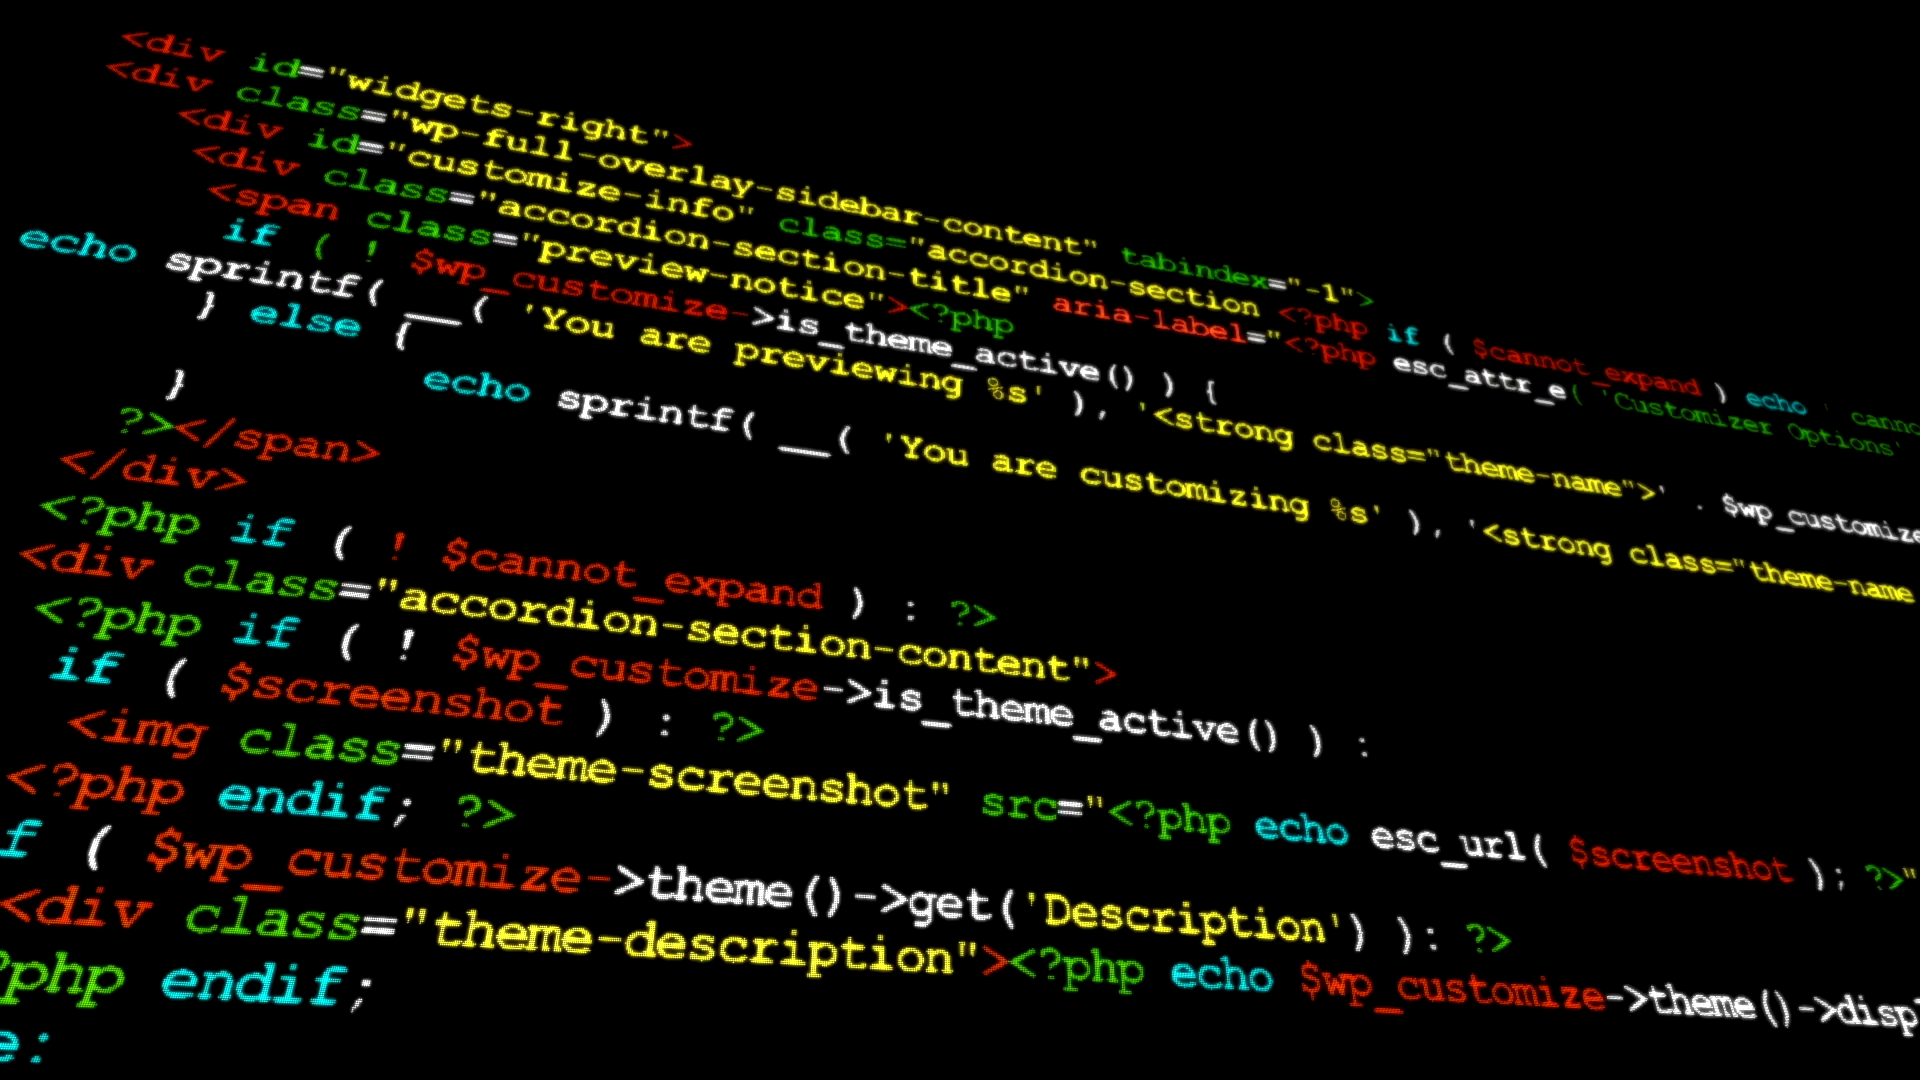 <div id="widgets-right">
<div class="wp-full-overlay-sidebar-content" tabindex="-1">
<div id="customize-info" class="accordion-section <?php if ( $cannot_expand ) echo '
<div class="accordion-section-title" aria-label="<?php esc_attr_e( 'Customizer Options'
<span class="preview-notice"><?php
if ( ! $wp_customize->is_theme_active() ) {
echo sprintf( __( 'You are previewing %s' ), '<strong class="theme-name">' . $wp_customize
} else {
echo sprintf( __( 'You are customizing %s' ), '<strong class="theme-name
}
?></span>
</div>
<?php if ( ! $cannot_expand ) : ?>
<div class="accordion-section-content">
<?php if ( ! $wp_customize->is_theme_active() ) :
if ( $screenshot ) : ?>
<img class="theme-screenshot" src="<?php echo esc_url( $screenshot ); ?>"
<?php endif; ?>
f ( $wp_customize->theme()->get('Description') ): ?>
<div class="theme-description"><?php echo $wp_customize->theme()->disp
?php endif;
e: